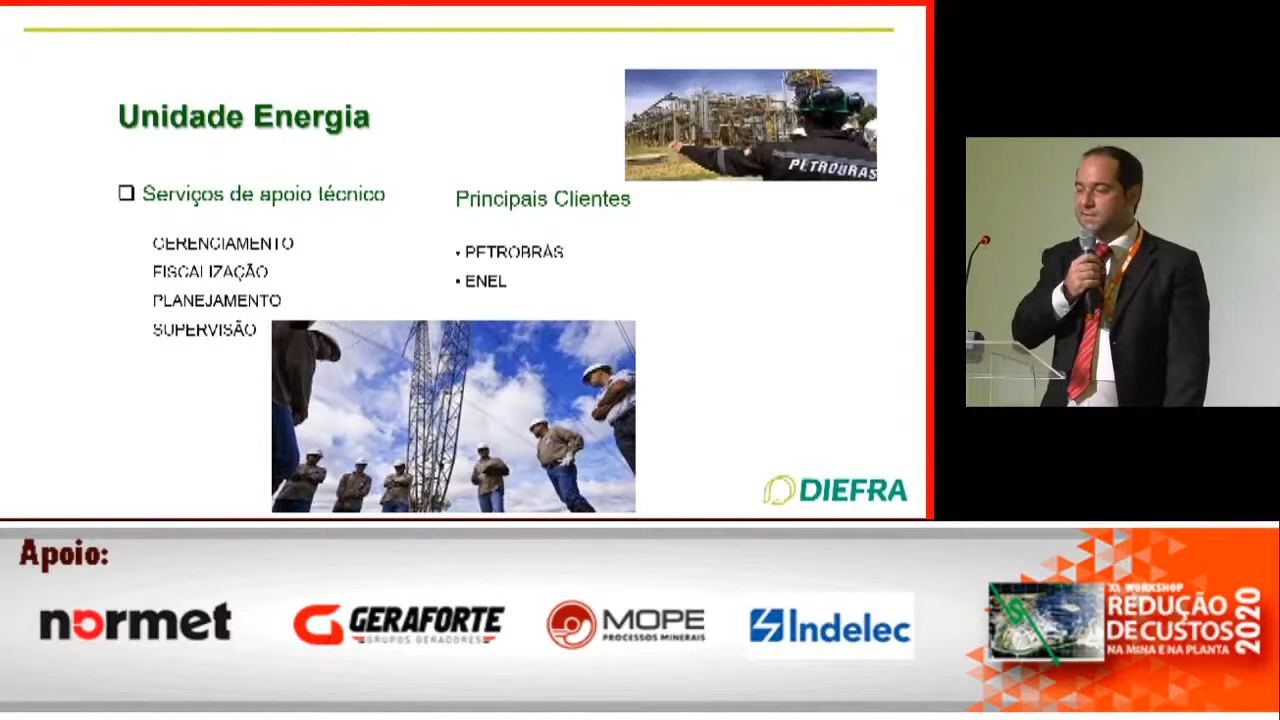 Unidade Energia
PETROBRAS
Serviços de apoio técnico
GERENCIAMENTO
FISCALIZAÇÃO
PLANEJAMENTO
SUPERVISÃO
Principais Clientes
• PETROBRÁS
• ENEL
DIEFRA
Apoio:
normet
GERAFORTE
GRUPOS GERADORES
MOPE
PROCESSOS MINERAIS
Indelec
XI WORKSHOP
REDUÇÃO
DE CUSTOS
NA MINA E NA PLANTA
2020